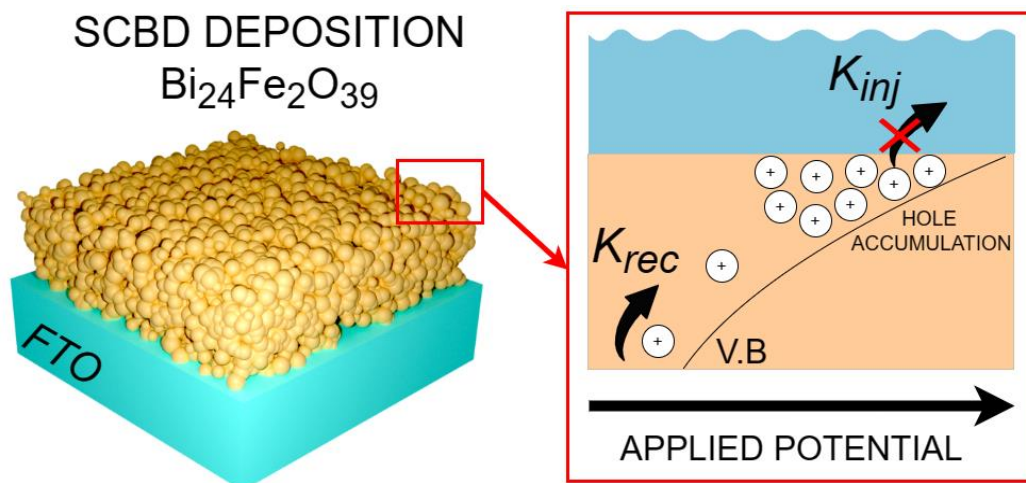 SCBD DEPOSITION
Bi24Fe2O39
FTO
Kinj
+ + + + + + + +
HOLE
ACCUMULATION
Krec
+
+
V.B
APPLIED POTENTIAL